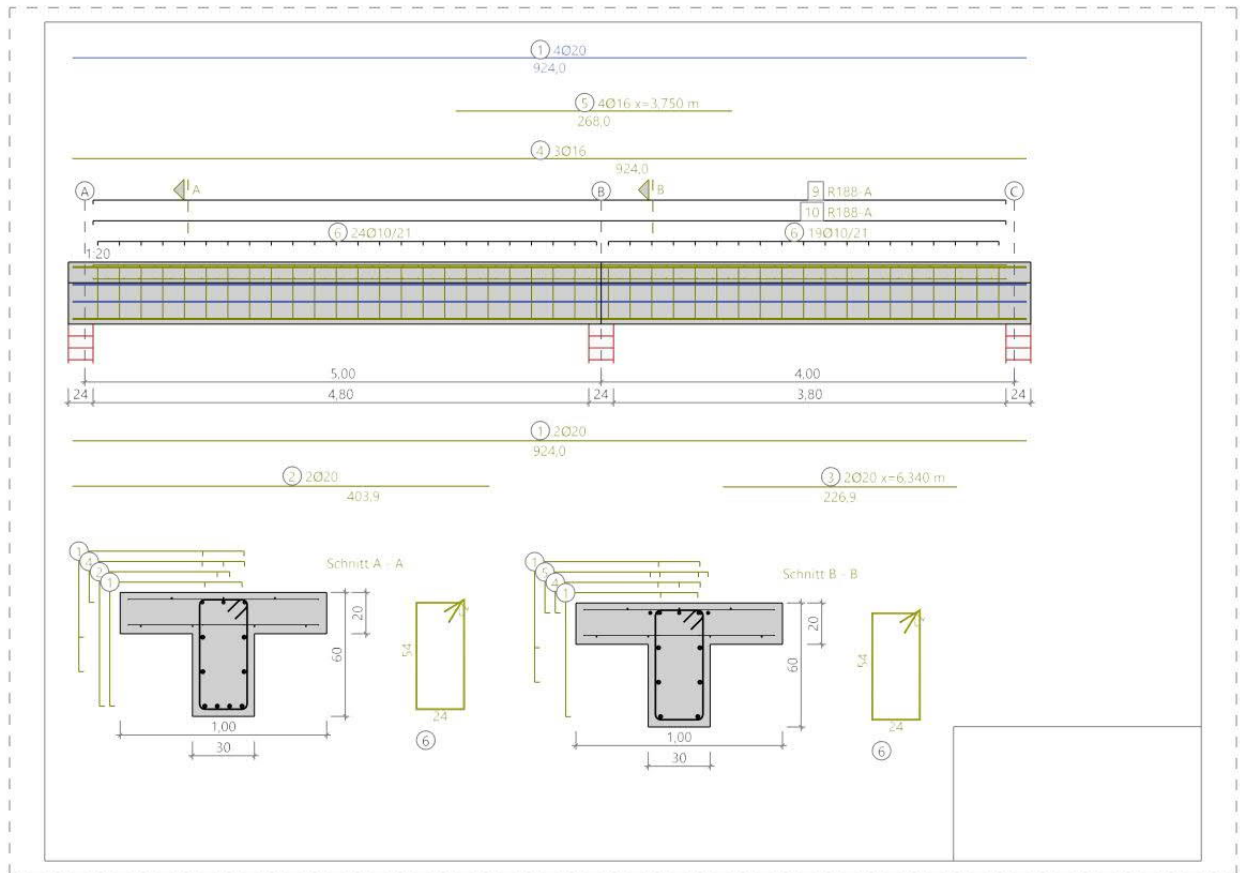 1 4Ø20
924,0
5 4Ø16 x=3,750 m
268,0
4 3Ø16
924,0
A A B B 9 R188-A C
10 R188-A
6 24Ø10/21 6 19Ø10/21
1:20
5,00 4,00
24 4,80 24 3,80 24
1 2Ø20
924,0
2 2Ø20 3 2Ø20 x=6,340 m
403,9 226,9
1
4
2
1
Schnitt A - A
20
60
54
24
1,00
30
6
1
5
4
1
Schnitt B - B
20
60
54
24
1,00
30
6